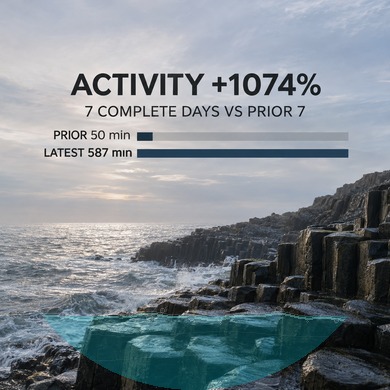 ACTIVITY +1074%
7 COMPLETE DAYS VS PRIOR 7
PRIOR 50 min
LATEST 587 min